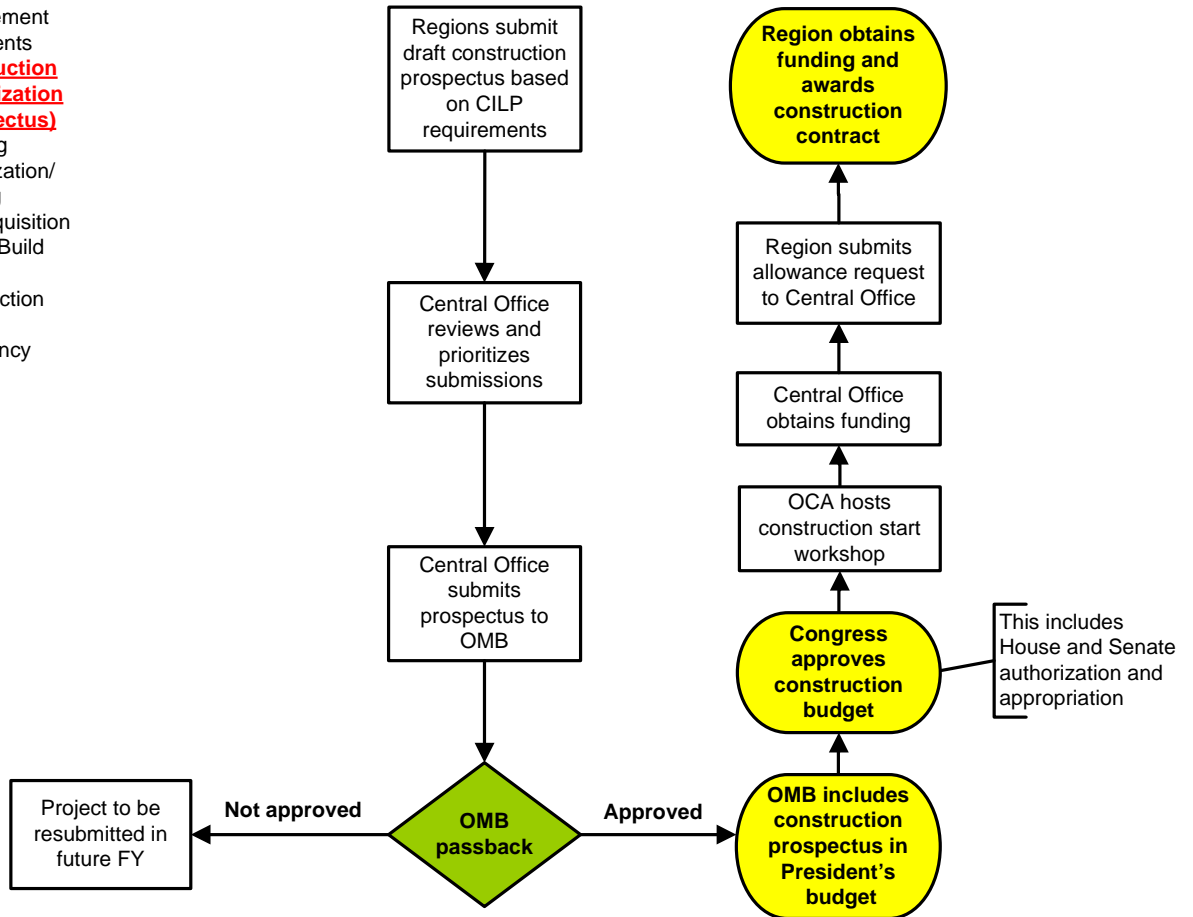 ement
ents
uction
ization
ectus)
g
zation/
g
quisition
Build
ction
ncy
Regions submit
draft construction
prospectus based
on CILP
requirements
Central Office
reviews and
prioritizes
submissions
Central Office
submits
prospectus to
OMB
OMB
passback
Not approved
Project to be
resubmitted in
future FY
Approved
OMB includes
construction
prospectus in
President's
budget
Congress
approves
construction
budget
This includes
House and Senate
authorization and
appropriation
OCA hosts
construction start
workshop
Central Office
obtains funding
Region submits
allowance request
to Central Office
Region obtains
funding and
awards
construction
contract